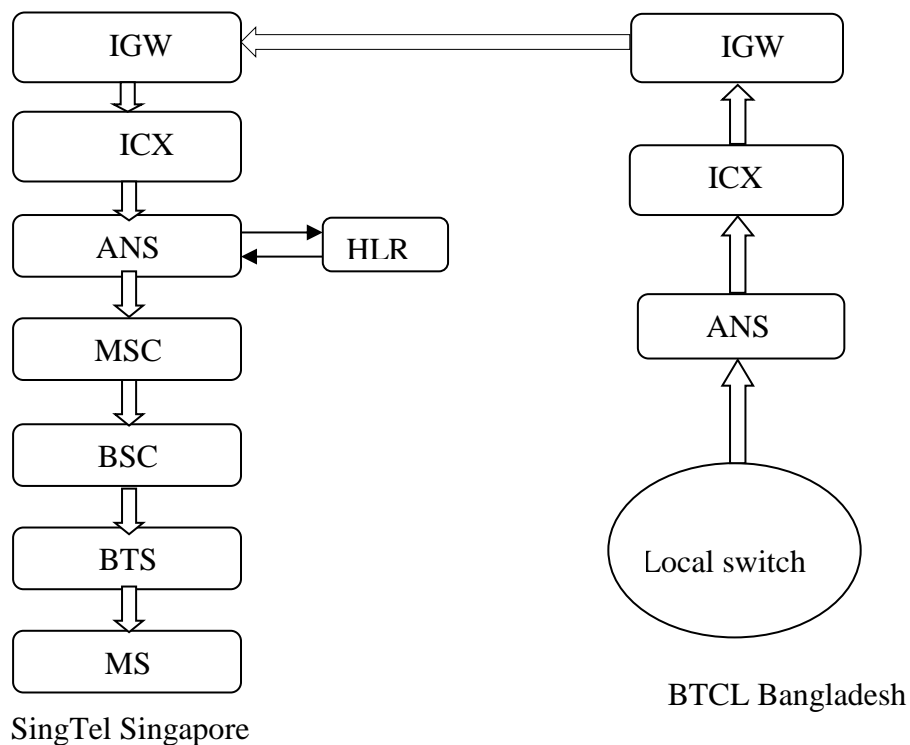 IGW
ICX
ANS
HLR
MSC
BSC
BTS
MS
SingTel Singapore
IGW
ICX
ANS
Local switch
BTCL Bangladesh